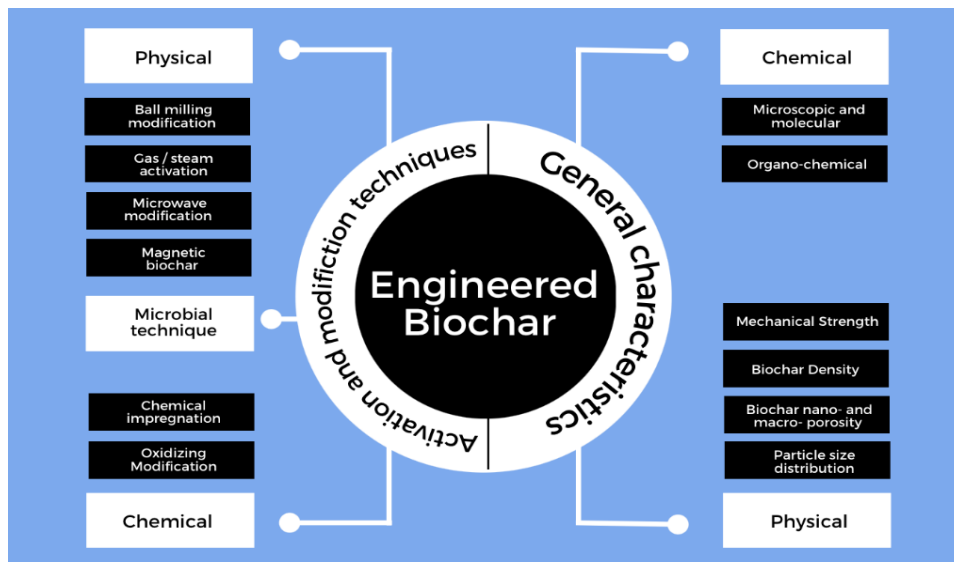 Physical
Ball milling
modification
Gas / steam
activation
Microwave
modification
Magnetic
biochar
Microbial
technique
Chemical
impregnation
Oxidizing
Modification
Chemical
Activation and modifiction techniques
Engineered
Biochar
General characteristics
Chemical
Microscopic and
molecular
Organo-chemical
Mechanical Strength
Biochar Density
Biochar nano- and
macro- porosity
Particle size
distribution
Physical